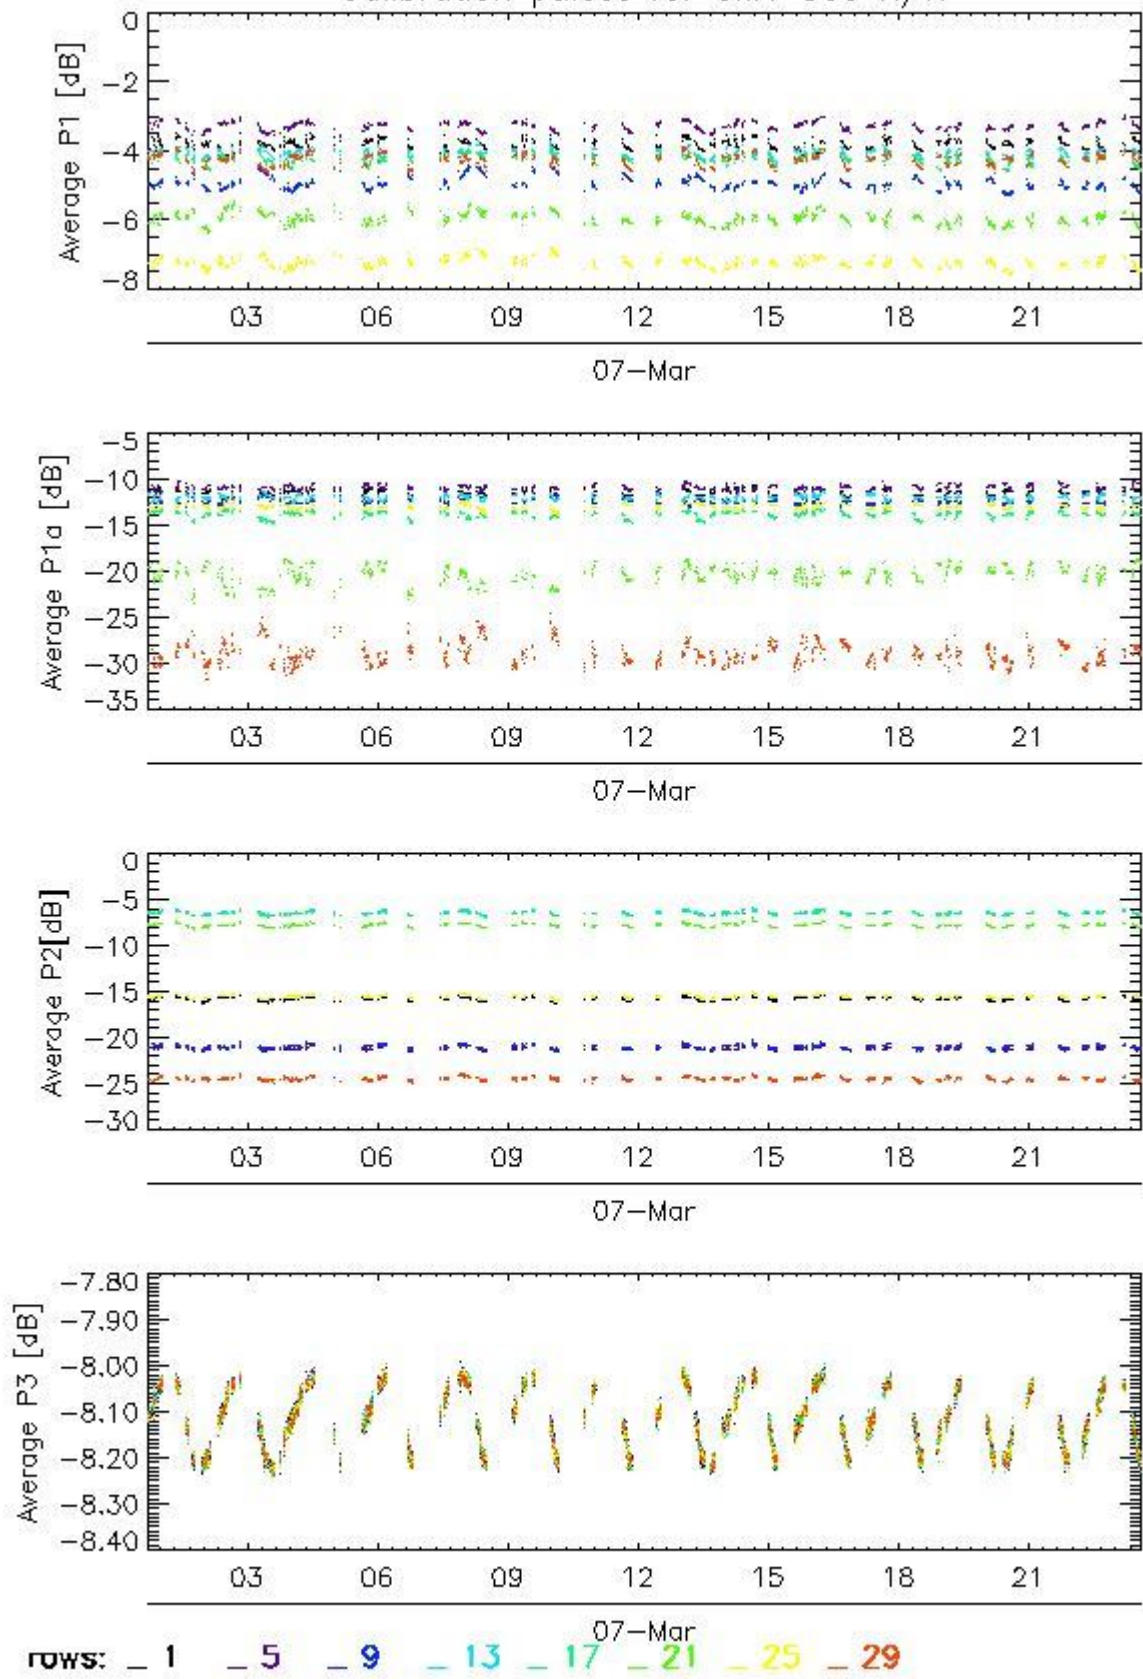 0
−2
−4
−6
−8
Average P1 [dB]
03 06 09 12 15 18 21
07−Mar
−5
−10
−15
−20
−25
−30
−35
Average P1a [dB]
03 06 09 12 15 18 21
07−Mar
0
−5
−10
−15
−20
−25
−30
Average P2[dB]
03 06 09 12 15 18 21
07−Mar
−7.80
−7.90
−8.00
−8.10
−8.20
−8.30
−8.40
Average P3 [dB]
03 06 09 12 15 18 21
07−Mar
rows: _ 1 _ 5 _ 9 _ 13 _ 17 _ 21 _ 25 _ 29